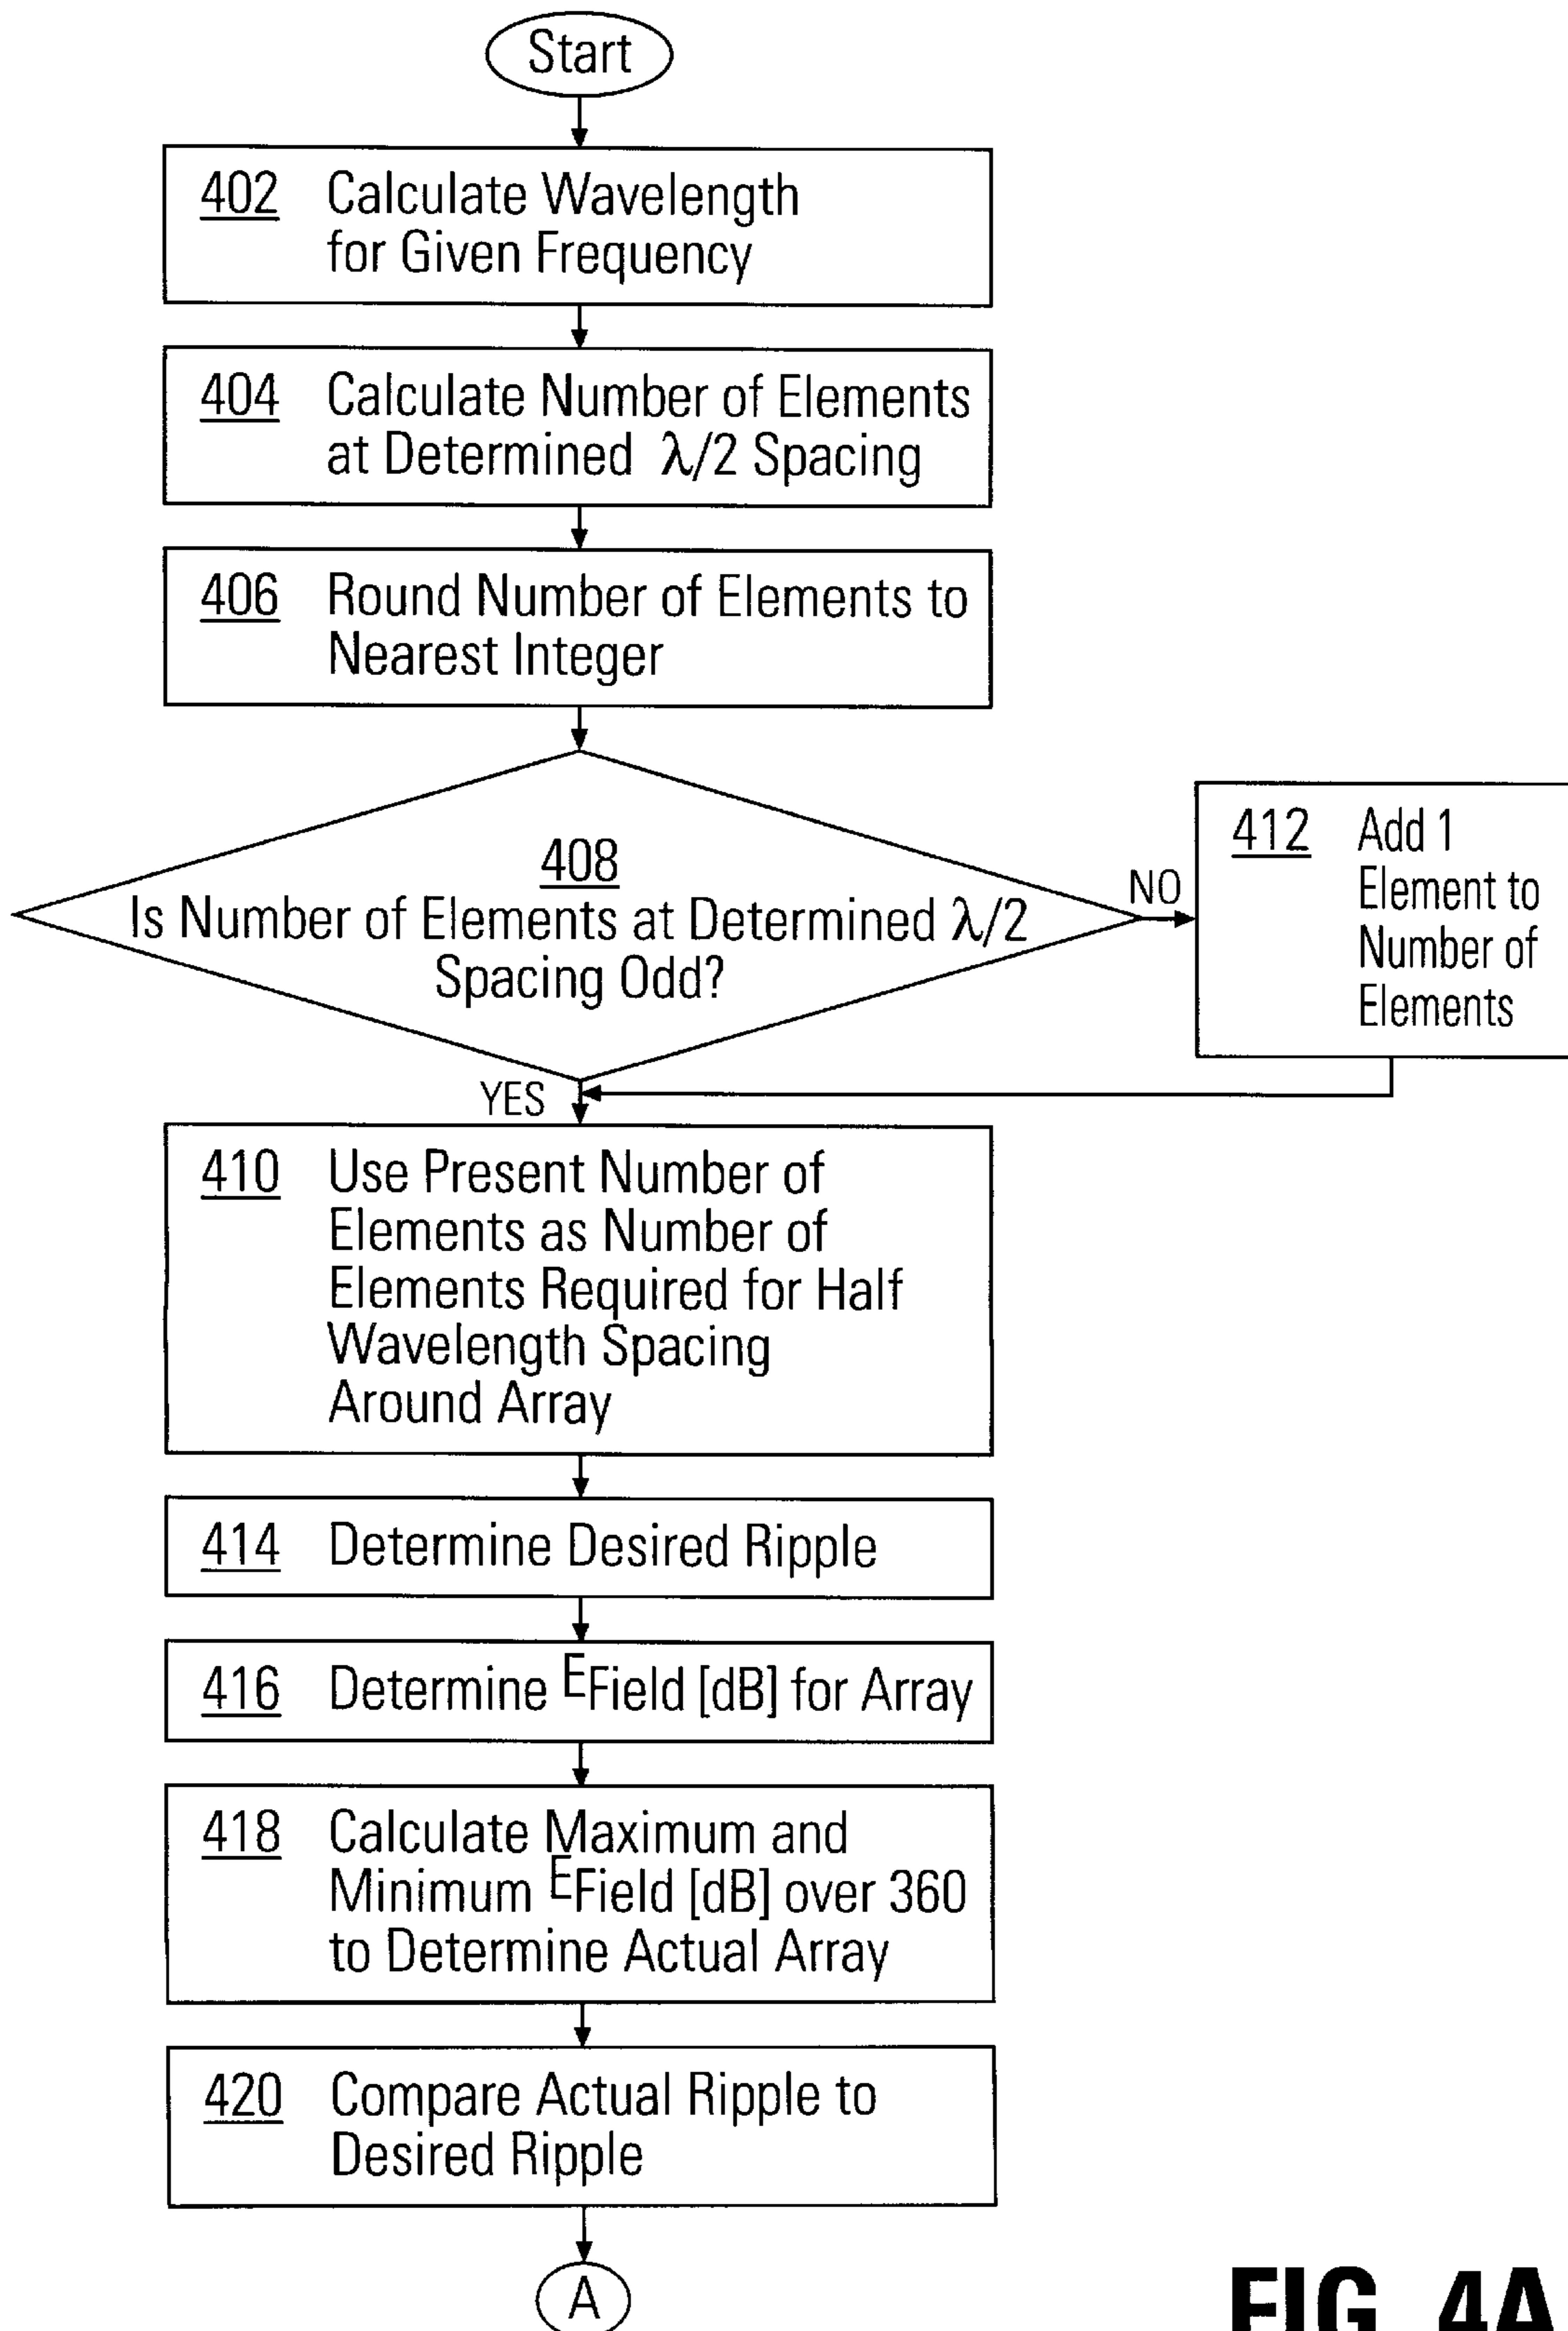 Start
402 Calculate Wavelength
for Given Frequency
404 Calculate Number of Elements
at Determined λ/2 Spacing
406 Round Number of Elements to
Nearest Integer
408
Is Number of Elements at Determined λ/2
Spacing Odd?
NO
412 Add 1
Element to
Number of
Elements
YES
410 Use Present Number of
Elements as Number of
Elements Required for Half
Wavelength Spacing
Around Array
414 Determine Desired Ripple
416 Determine EField [dB] for Array
418 Calculate Maximum and
Minimum EField [dB] over 360
to Determine Actual Array
420 Compare Actual Ripple to
Desired Ripple
A
FIG. 4A